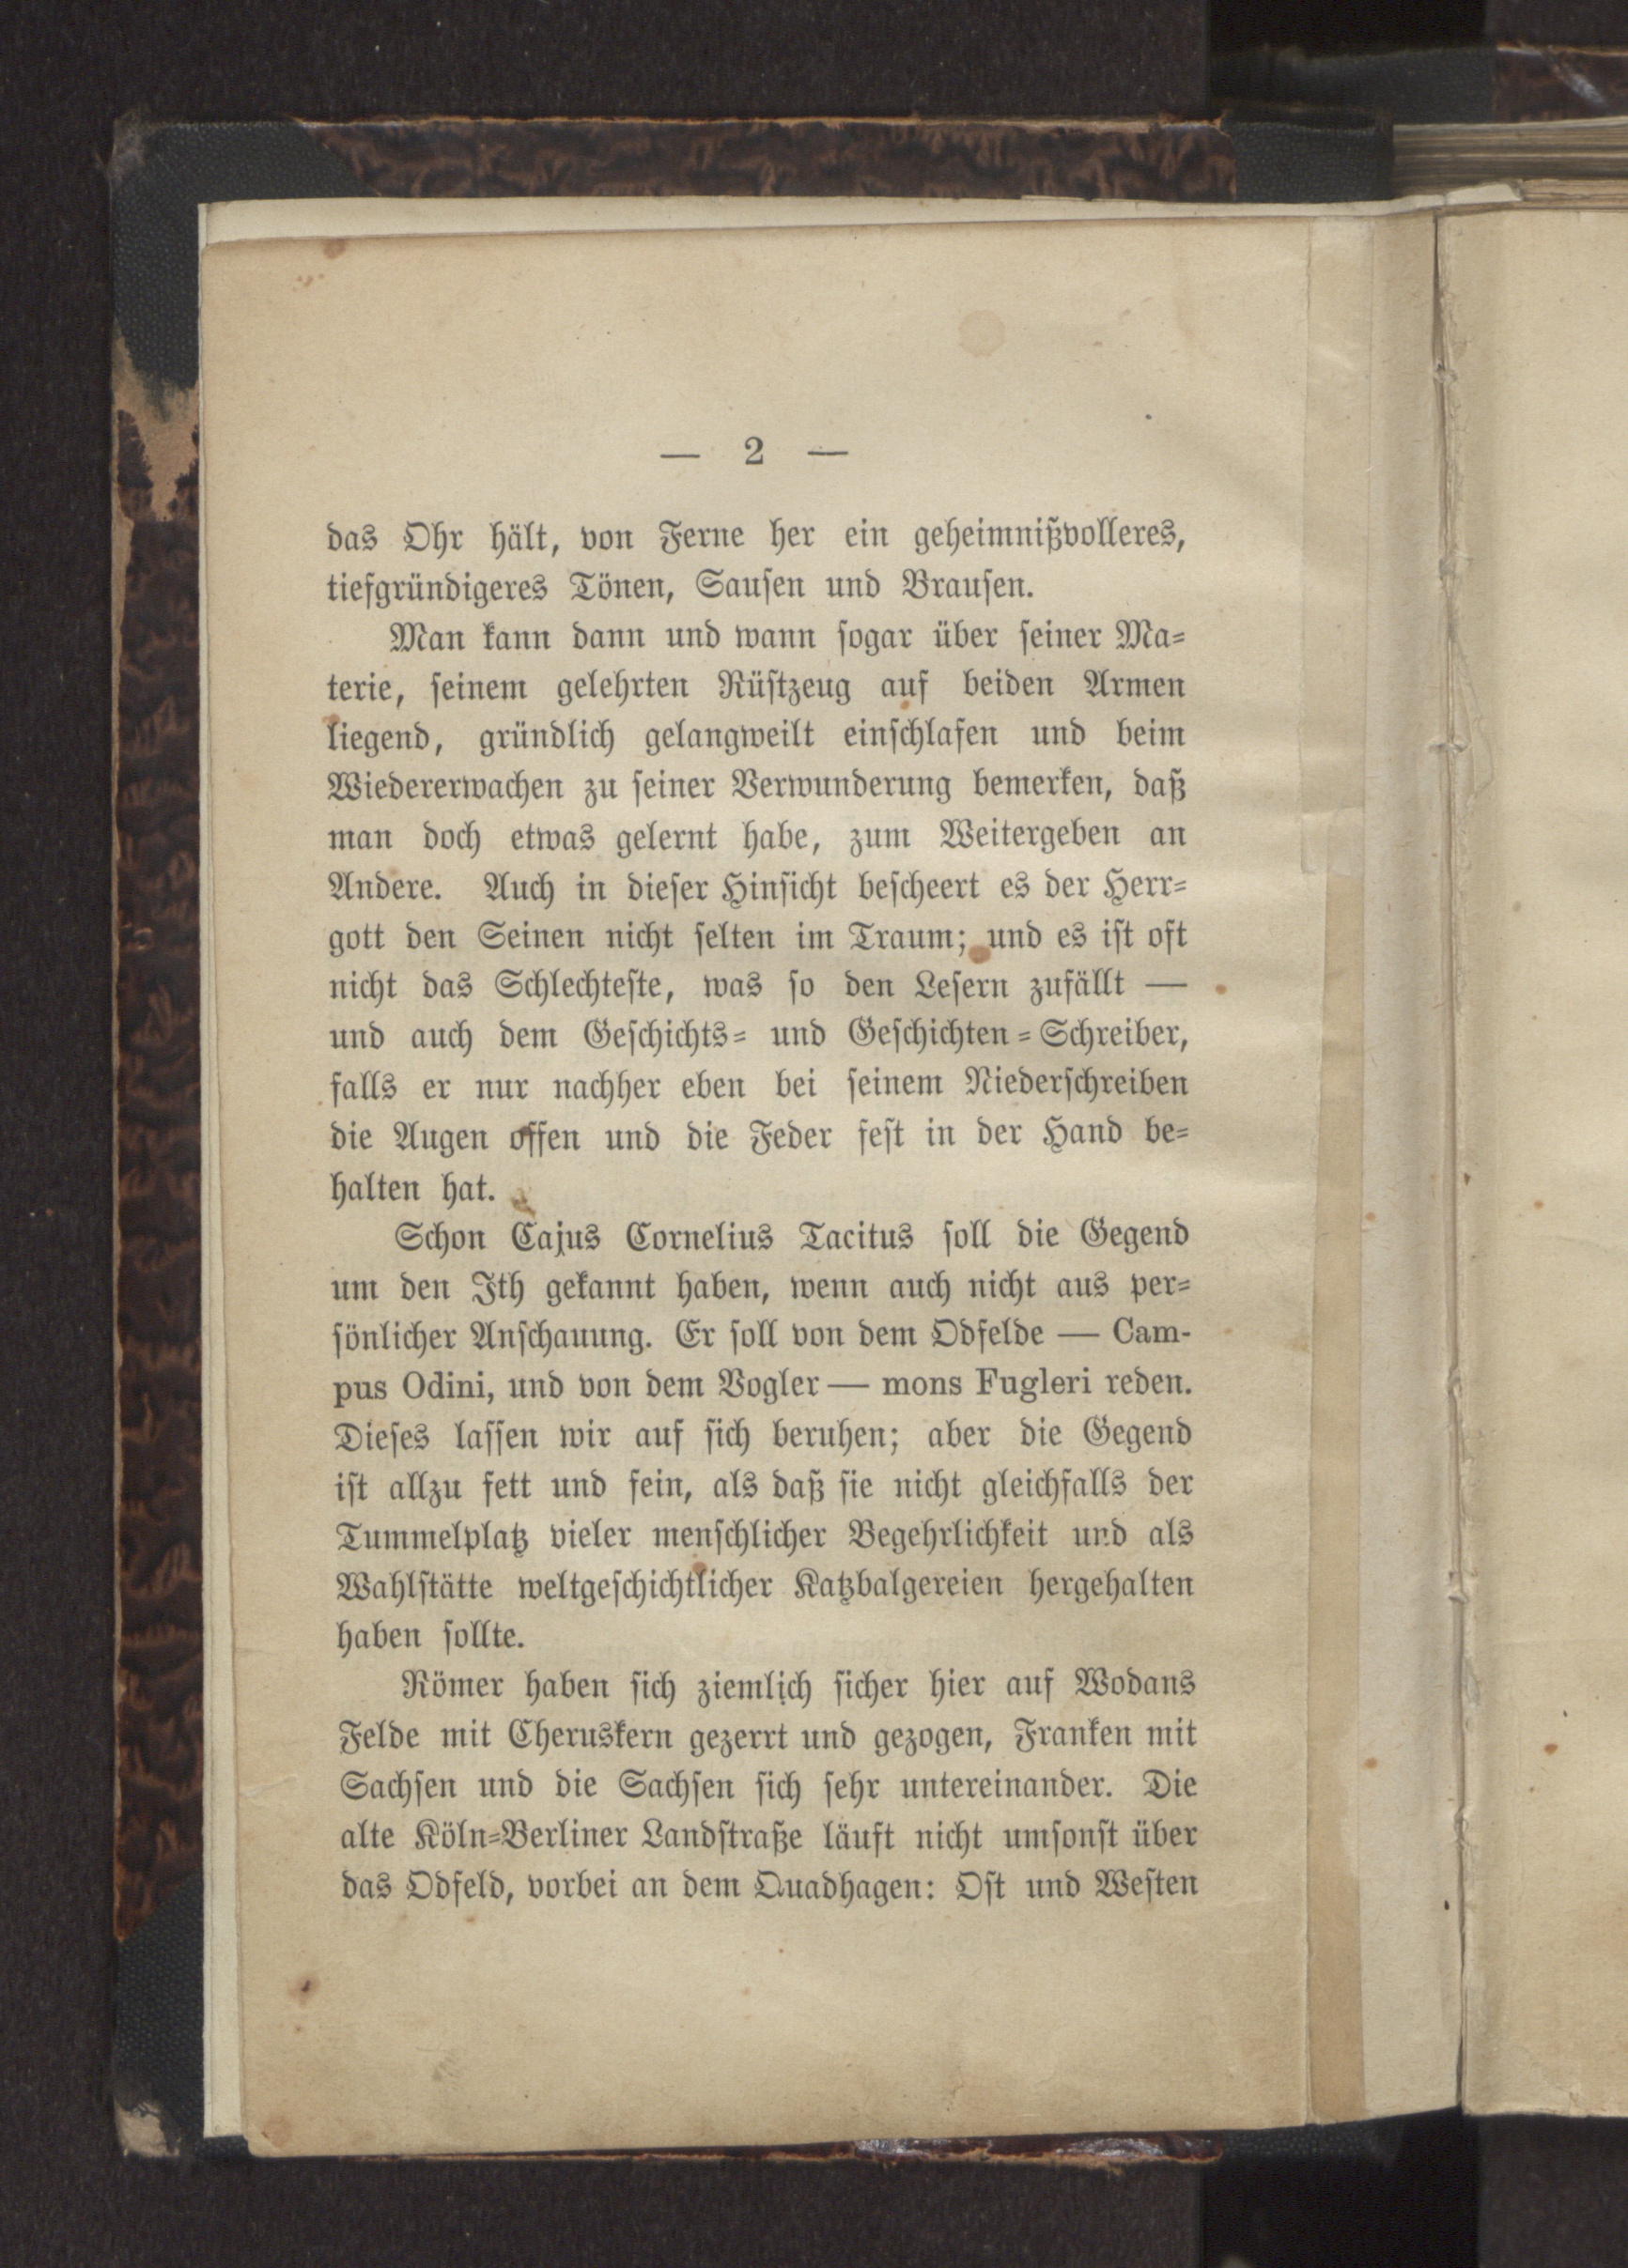 — 2 —
das Ohr hält, von Ferne her ein geheimnißvolleres,
tiefgründigeres Tönen, Sauſen und Brauſen.
Man kann dann und wann ſogar über ſeiner Ma⸗
terie, ſeinem gelehrten Rüſtzeug auf beiden Armen
liegend, gründlich gelangweilt einſchlafen und beim
Wiedererwachen zu ſeiner Verwunderung bemerken, daß
man doch etwas gelernt habe, zum Weitergeben an
Andere. Auch in dieſer Hinſicht beſcheert es der Herr⸗
gott den Seinen nicht ſelten im Traum; und es iſt oft
nicht das Schlechteſte, was ſo den Leſern zufällt —
und auch dem Geſchichts⸗ und Geſchichten⸗Schreiber,
falls er nur nachher eben bei ſeinem Niederſchreiben
die Augen offen und die Feder feſt in der Hand be⸗
halten hat.
Schon Cajus Cornelius Tacitus ſoll die Gegend
um den Ith gekannt haben, wenn auch nicht aus per⸗
ſönlicher Anſchauung. Er ſoll von dem Odfelde — Cam-
pus Odini, und von dem Vogler — mons Fugleri reden.
Dieſes laſſen wir auf ſich beruhen; aber die Gegend
iſt allzu fett und fein, als daß ſie nicht gleichfalls der
Tummelplatz vieler menſchlicher Begehrlichkeit und als
Wahlſtätte weltgeſchichtlicher Katzbalgereien hergehalten
haben ſollte.
Römer haben ſich ziemlich ſicher hier auf Wodans
Felde mit Cheruskern gezerrt und gezogen, Franken mit
Sachſen und die Sachſen ſich ſehr untereinander. Die
alte Köln⸗Berliner Landſtraße läuft nicht umſonſt über
das Odfeld, vorbei an dem Quadhagen: Oſt und Weſten